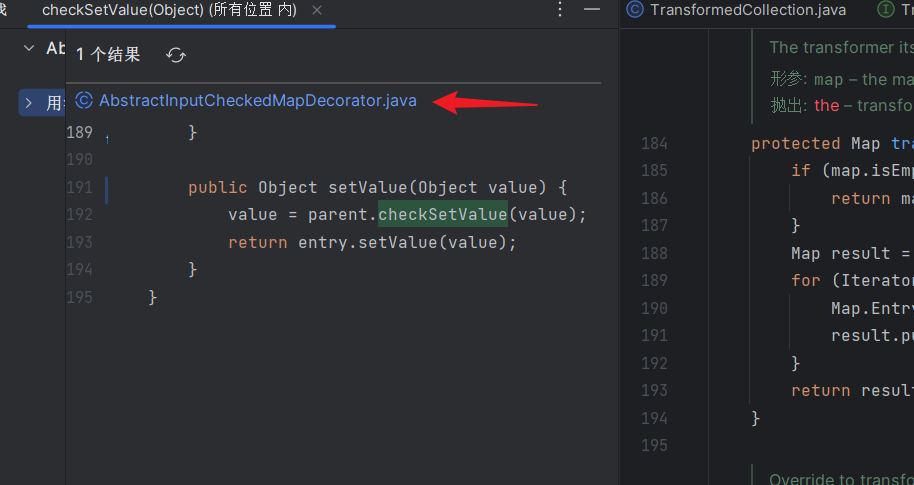 找 checkSetValue(Object) (所有位置 内) ×
Ab 1 个结果
用
AbstractInputCheckedMapDecorator.java
189 }
190
191 public Object setValue(Object value) {
192 value = parent.checkSetValue(value);
193 return entry.setValue(value);
194 }
195 }
TransformedCollection.java T
The transformer its
形参: map – the ma
抛出: the – transfo
184 protected Map tra
185 if (map.isEmp
186 return ma
187 }
188 Map result =
189 for (Iterator
190 Map.Entry
191 result.pu
192 }
193 return result
194 }
195
Override to transfo